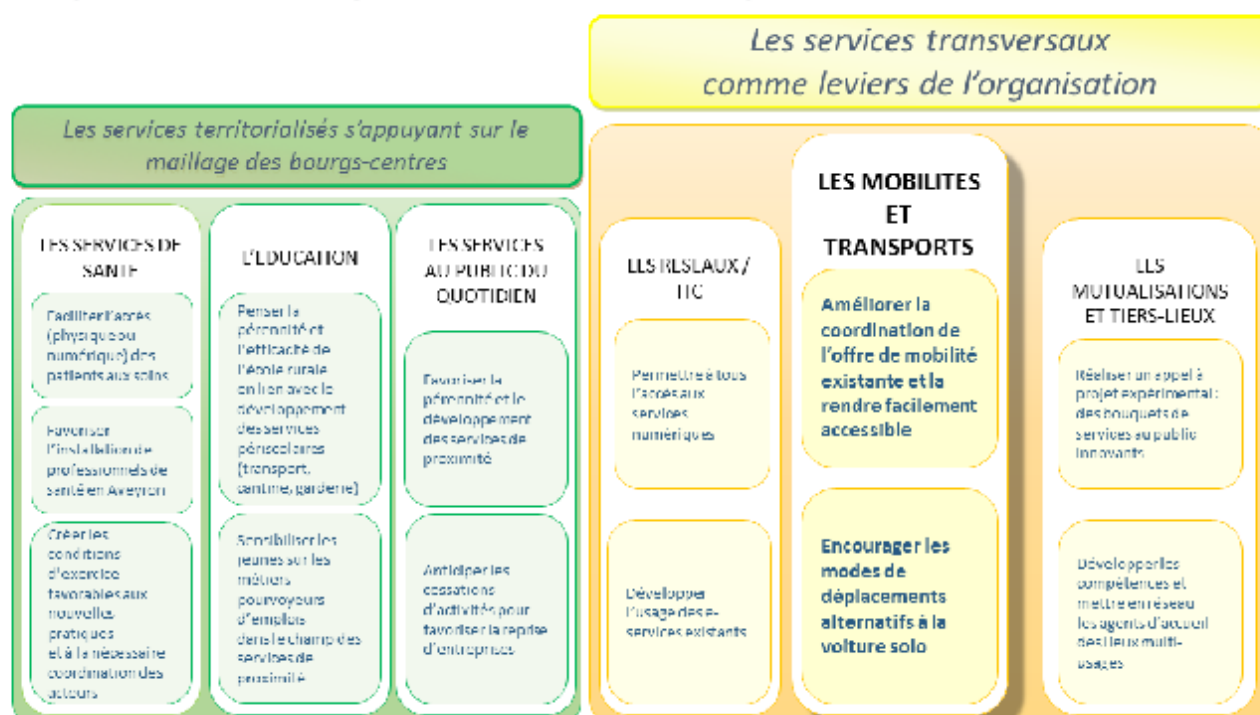 Les services transversaux
comme leviers de l'organisation
Les services territorialisés s'appuyant sur le
maillage des bourgs-centres
LES SERVICES DE
SANTE
Faciliter l'accès
(physique ou
numérique) des
patients aux soins
Favoriser
l'installation de
professionnels de
santé en Aveyron
Créer les
conditions
d'exercice
favorables aux
nouvelles
pratiques
et à la nécessaire
coordination des
acteurs
L'EDUCATION
Penser la
pérennité et
l'efficacité de
l'école rurale
en lien avec le
développement
des services
périscolaires
(transport,
cantine, garderie)
Sensibiliser les
jeunes sur les
métiers
pourvoyeurs
d'emplois
dans le champ des
services de
proximité
LES SERVICES
AU PUBLIC DU
QUOTIDIEN
Favoriser la
pérennité et le
développement
des services de
proximité
Anticiper les
cessations
d'activités pour
favoriser la reprise
d'entreprises
LES RESEAUX /
TIC
Permettre à tous
l'accès aux
services
numériques
Développer
l'usage des e-
services existants
LES MOBILITES
ET
TRANSPORTS
Améliorer la
coordination de
l'offre de mobilité
existante et la
rendre facilement
accessible
Encourager les
modes de
déplacements
alternatifs à la
voiture solo
LES
MUTUALISATIONS
ET TIERS-LIEUX
Réaliser un appel à
projet expérimental :
des bouquets de
services au public
innovants
Développer les
compétences et
mettre en réseau
les agents d'accueil
des lieux multi-
usages